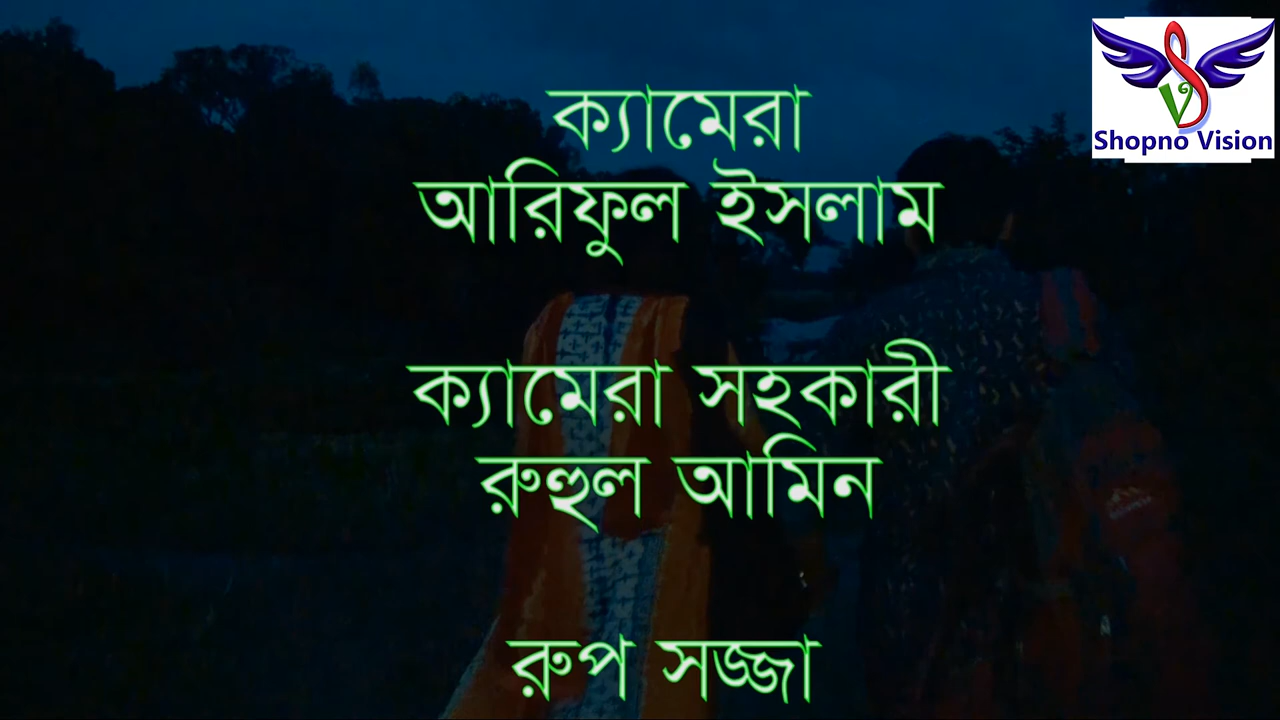 Shopno Vision
ক্যামেরা
আরিফুল ইসলাম
ক্যামেরা সহকারী
রুহুল আমিন
রুপ সজ্জা